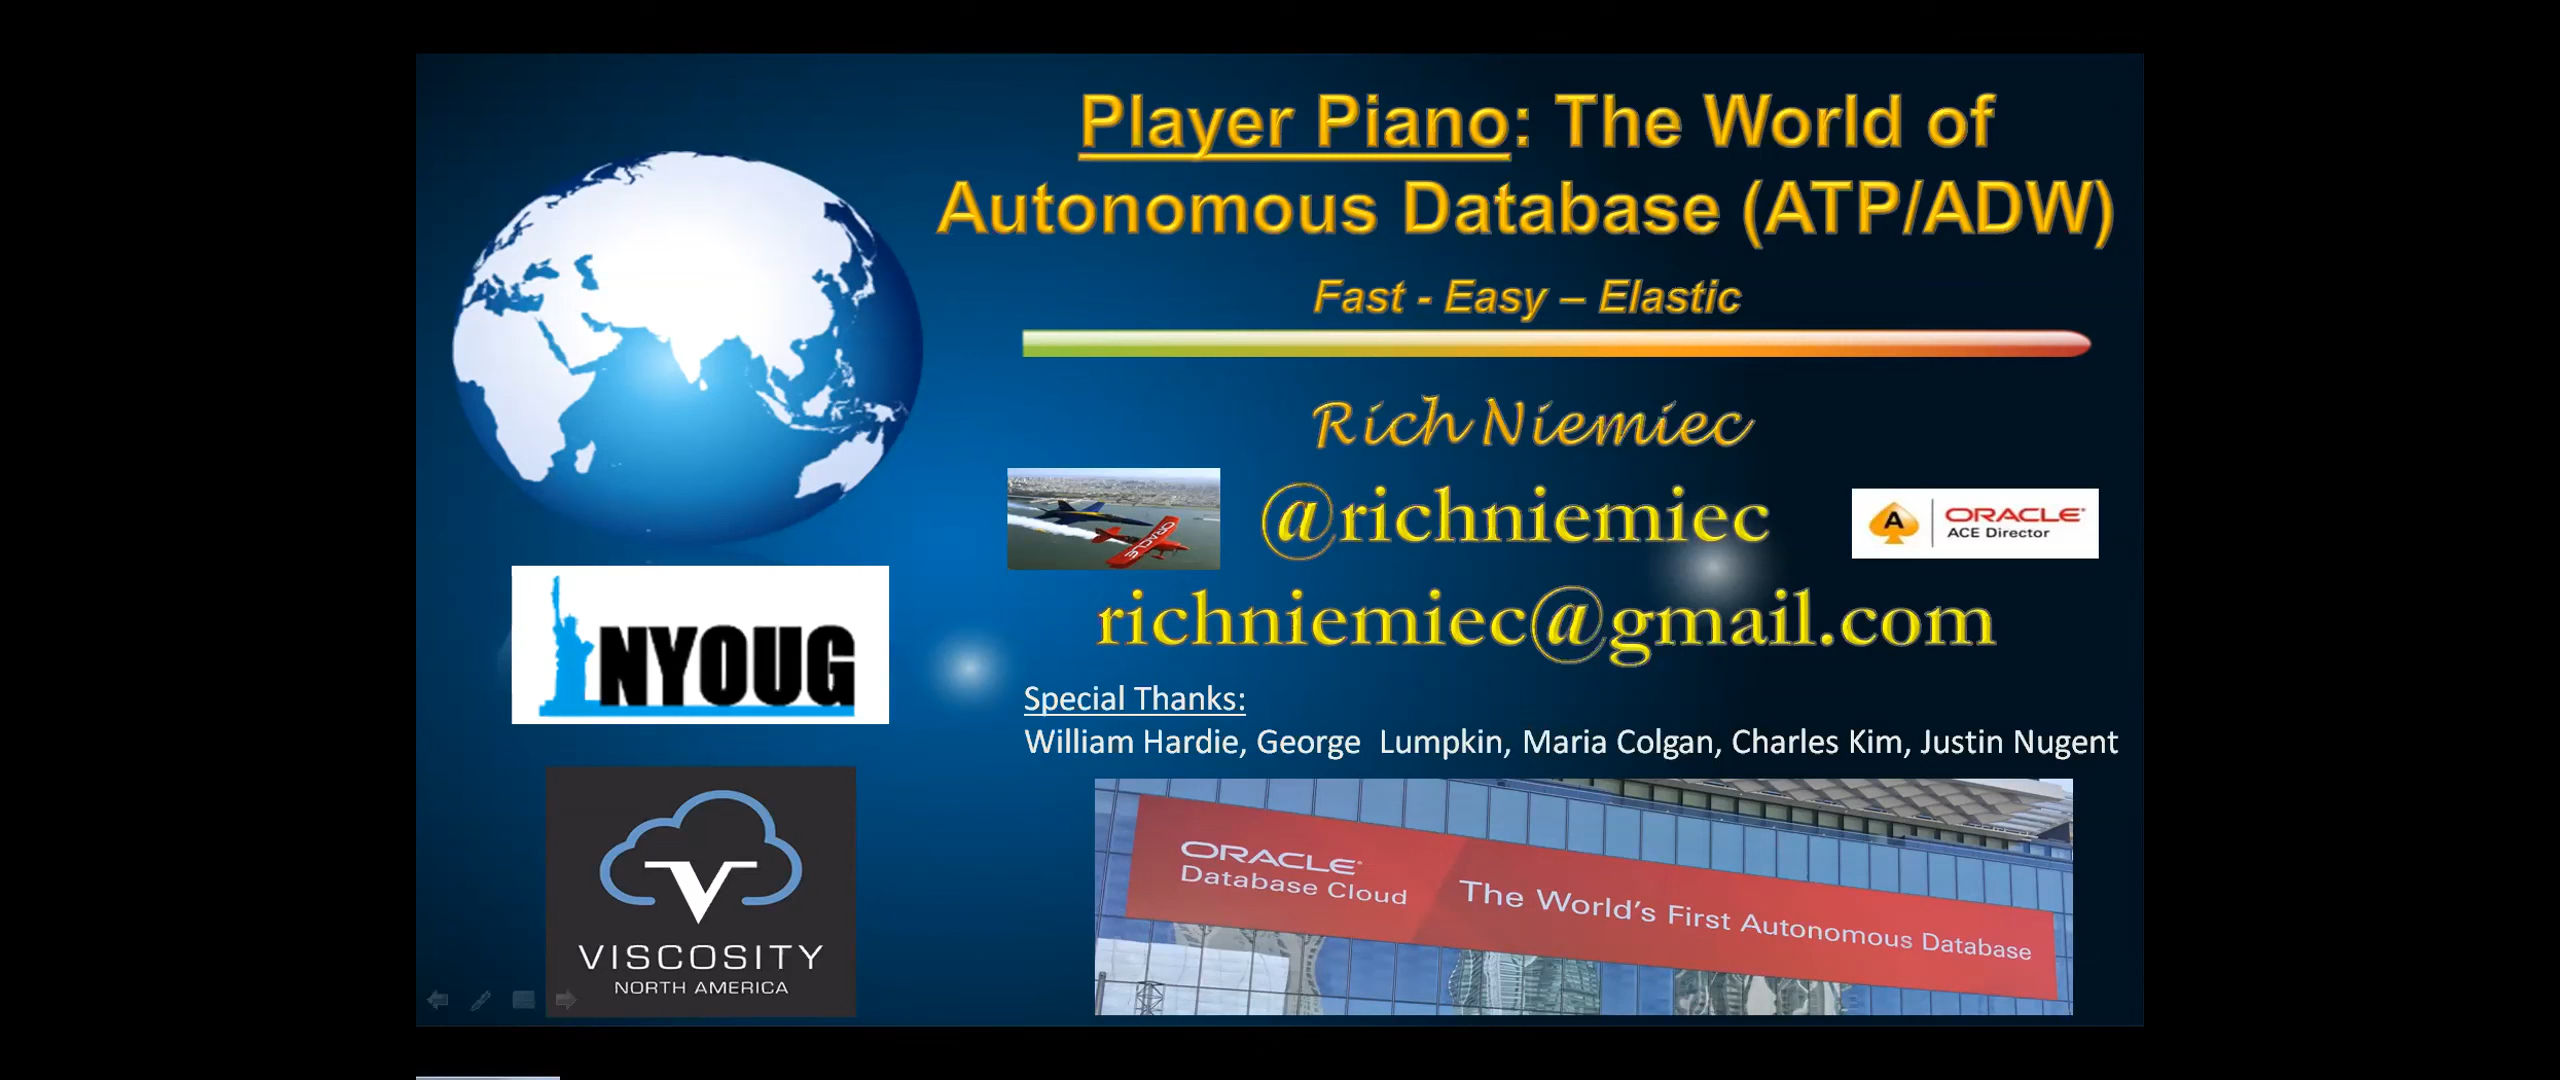 Player Piano: The World of
Autonomous Database (ATP/ADW)
Fast - Easy – Elastic
Rich Niemiec
@richniemiec
ORACLE
A
ORACLE
ACE Director
richniemiec@gmail.com
NYOUG
Special Thanks:
William Hardie, George  Lumpkin, Maria Colgan, Charles Kim, Justin Nugent
V
VISCOSITY
NORTH AMERICA
ORACLE
Database Cloud
The World's First Autonomous Database